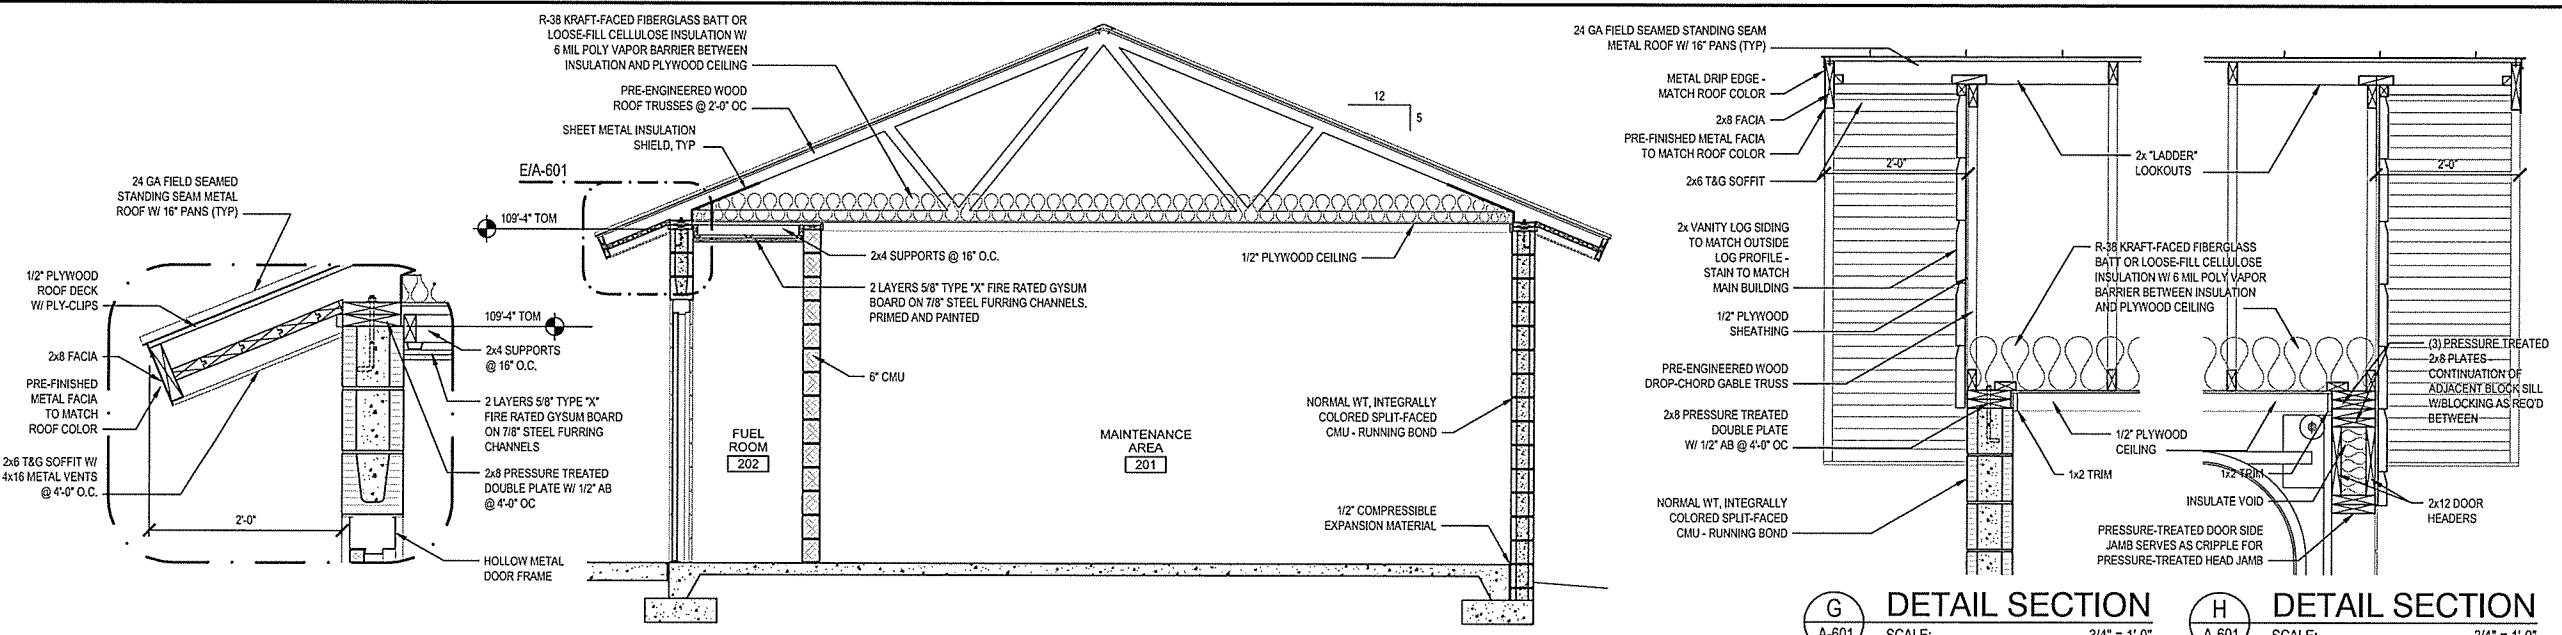 R-38 KRAFT-FACED FIBERGLASS BATT OR
LOOSE-FILL CELLULOSE INSULATION W/
6 MIL POLY VAPOR BARRIER BETWEEN
INSULATION AND PLYWOOD CEILING
PRE-ENGINEERED WOOD
ROOF TRUSSES @ 2'-0" OC
SHEET METAL INSULATION
SHIELD, TYP
E/A-601
12
5
24 GA FIELD SEAMED
STANDING SEAM METAL
ROOF W/ 16" PANS (TYP)
109'-4" TOM
1/2" PLYWOOD
ROOF DECK
W/ PLY-CLIPS
109'-4" TOM
2x8 FACIA
2x4 SUPPORTS
@ 16" O.C.
PRE-FINISHED
METAL FACIA
TO MATCH
ROOF COLOR
2 LAYERS 5/8" TYPE "X"
FIRE RATED GYSUM BOARD
ON 7/8" STEEL FURRING
CHANNELS
2x6 T&G SOFFIT W/
4x16 METAL VENTS
@ 4'-0" O.C.
2x8 PRESSURE TREATED
DOUBLE PLATE W/ 1/2" AB
@ 4'-0" OC
2'-0"
HOLLOW METAL
DOOR FRAME
2x4 SUPPORTS @ 16" O.C.
1/2" PLYWOOD CEILING
2 LAYERS 5/8" TYPE "X" FIRE RATED GYSUM
BOARD ON 7/8" STEEL FURRING CHANNELS.
PRIMED AND PAINTED
6" CMU
FUEL
ROOM
202
MAINTENANCE
AREA
201
NORMAL WT, INTEGRALLY
COLORED SPLIT-FACED
CMU - RUNNING BOND
1/2" COMPRESSIBLE
EXPANSION MATERIAL
24 GA FIELD SEAMED STANDING SEAM
METAL ROOF W/ 16" PANS (TYP)
METAL DRIP EDGE -
MATCH ROOF COLOR
2x8 FACIA
PRE-FINISHED METAL FACIA
TO MATCH ROOF COLOR
2x6 T&G SOFFIT
2'-0"
2x "LADDER"
LOOKOUTS
2'-0"
2x VANITY LOG SIDING
TO MATCH OUTSIDE
LOG PROFILE -
STAIN TO MATCH
MAIN BUILDING
R-38 KRAFT-FACED FIBERGLASS
BATT OR LOOSE-FILL CELLULOSE
INSULATION W/ 6 MIL POLY VAPOR
BARRIER BETWEEN INSULATION
AND PLYWOOD CEILING
1/2" PLYWOOD
SHEATHING
PRE-ENGINEERED WOOD
DROP-CHORD GABLE TRUSS
(3) PRESSURE TREATED
2x8 PLATES -
CONTINUATION OF
ADJACENT BLOCK SILL
W/BLOCKING AS REQ'D
BETWEEN
2x8 PRESSURE TREATED
DOUBLE PLATE
W/ 1/2" AB @ 4'-0" OC
1/2" PLYWOOD
CEILING
1x2 TRIM
1x2 TRIM
INSULATE VOID
2x12 DOOR
HEADERS
NORMAL WT, INTEGRALLY
COLORED SPLIT-FACED
CMU - RUNNING BOND
PRESSURE-TREATED DOOR SIDE
JAMB SERVES AS CRIPPLE FOR
PRESSURE-TREATED HEAD JAMB
G
A-601
DETAIL SECTION
SCALE: 3/4" = 1'-0"
H
A-601
DETAIL SECTION
SCALE: 3/4" = 1'-0"